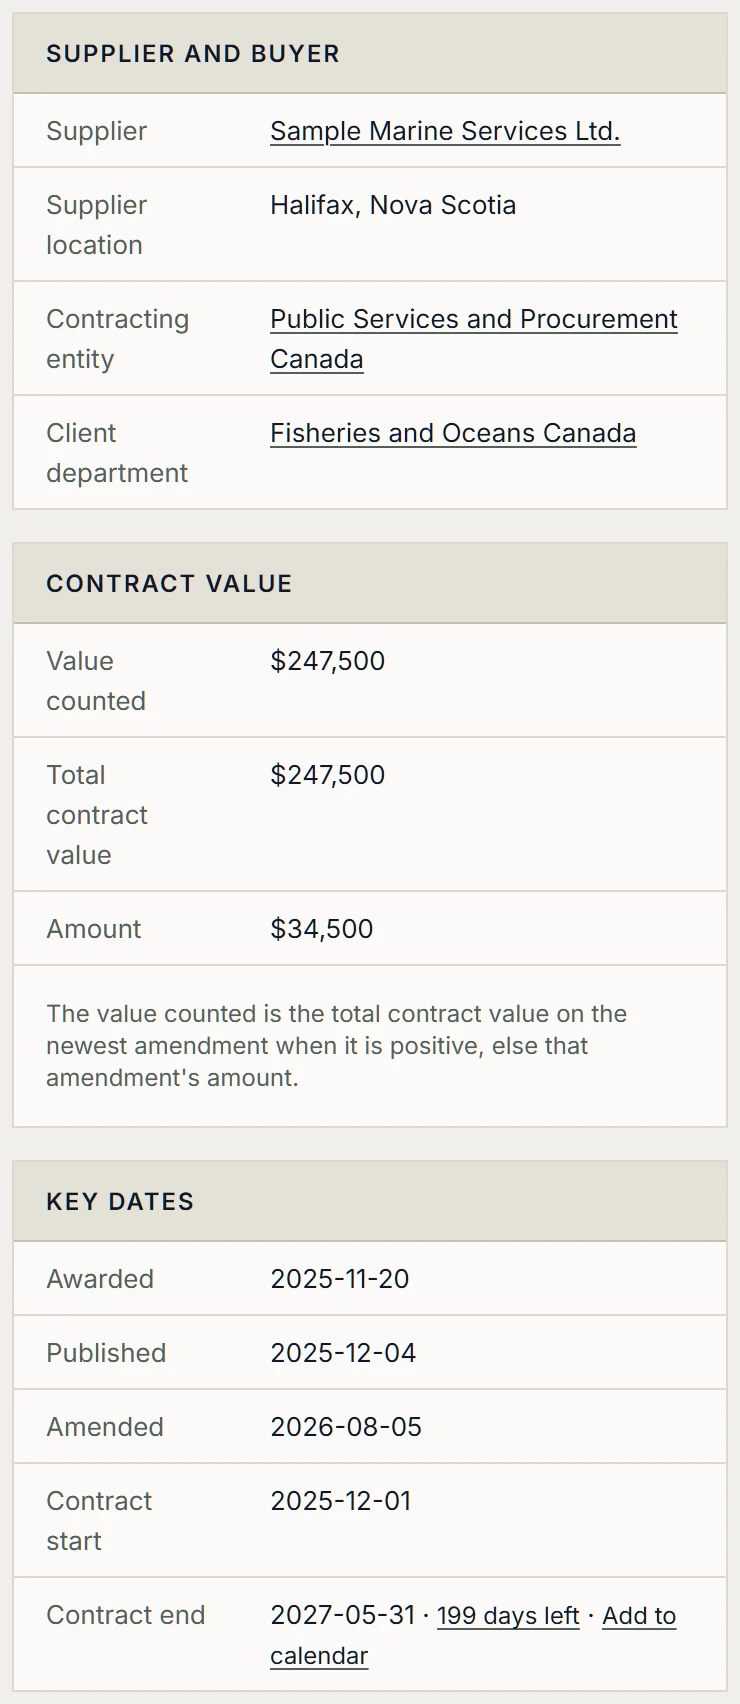 SUPPLIER AND BUYER
Supplier Sample Marine Services Ltd.
Supplier location Halifax, Nova Scotia
Contracting entity Public Services and Procurement Canada
Client department Fisheries and Oceans Canada
CONTRACT VALUE
Value counted $247,500
Total contract value $247,500
Amount $34,500
The value counted is the total contract value on the
newest amendment when it is positive, else that
amendment's amount.
KEY DATES
Awarded 2025-11-20
Published 2025-12-04
Amended 2026-08-05
Contract start 2025-12-01
Contract end 2027-05-31 · 199 days left · Add to calendar